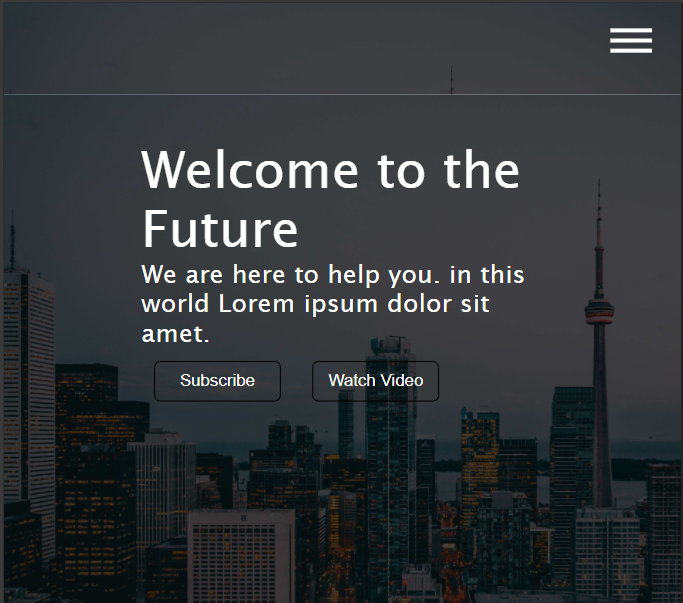 Welcome to the
Future
We are here to help you. in this
world Lorem ipsum dolor sit
amet.
Subscribe
Watch Video